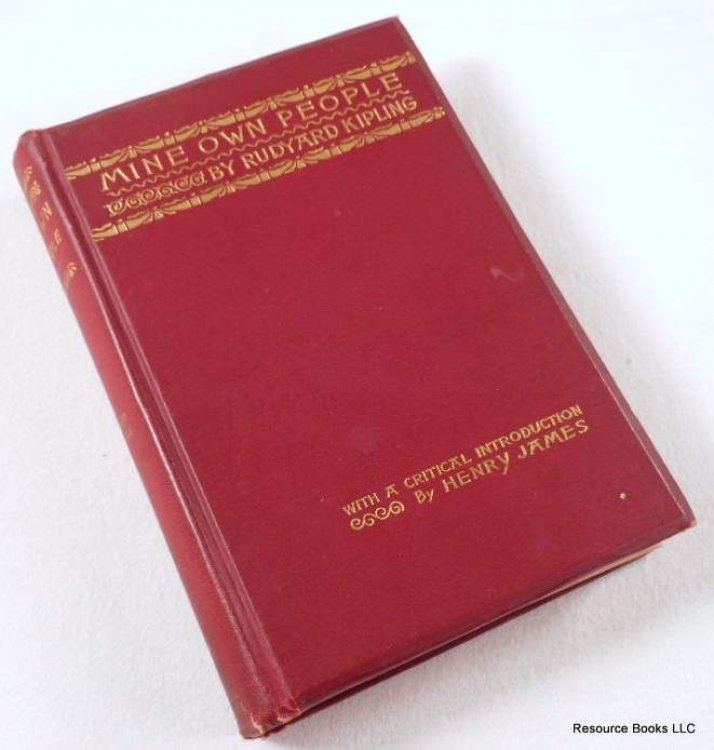 MINE OWN PEOPLE
BY RUDYARD KIPLING
WITH A CRITICAL INTRODUCTION
By HENRY JAMES
Resource Books LLC